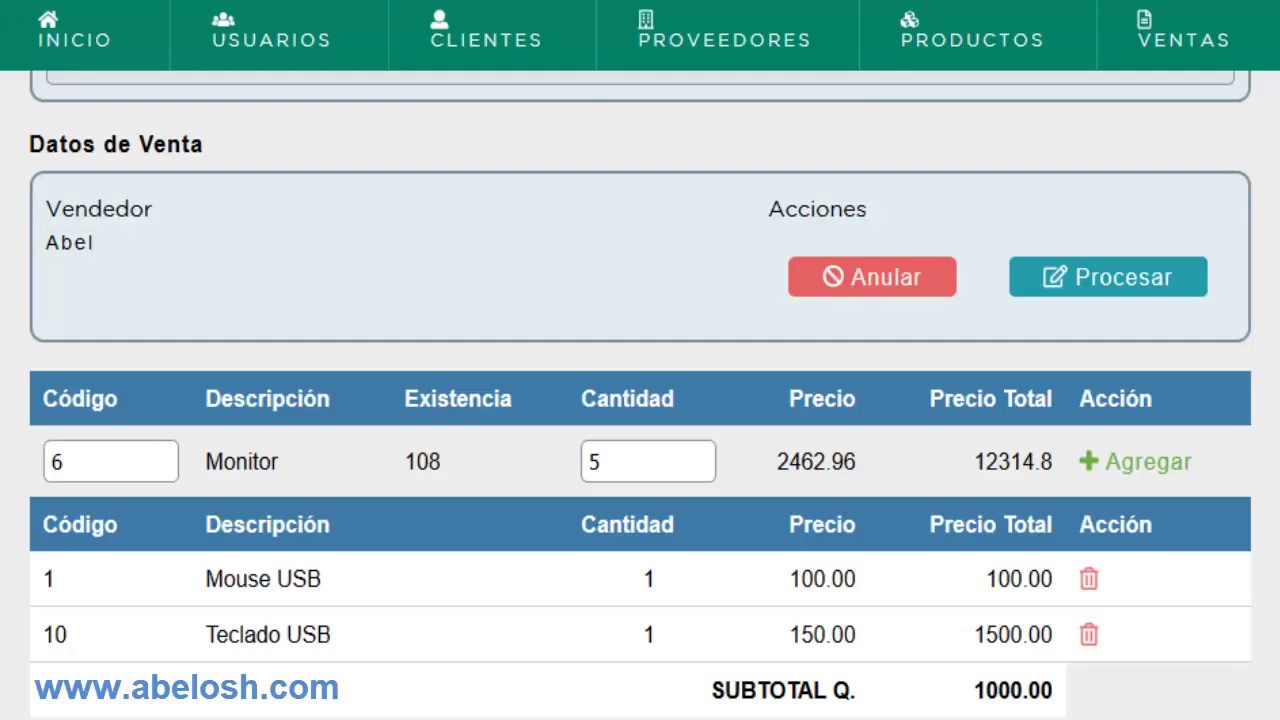 INICIO USUARIOS CLIENTES PROVEEDORES PRODUCTOS VENTAS
Datos de Venta
Vendedor Acciones
Abel
Anular Procesar
Código Descripción Existencia Cantidad Precio Precio Total Acción
6 Monitor 108 5 2462.96 12314.8 Agregar
Código Descripción Cantidad Precio Precio Total Acción
1 Mouse USB 1 100.00 100.00
10 Teclado USB 1 150.00 1500.00
www.abelosh.com SUBTOTAL Q. 1000.00